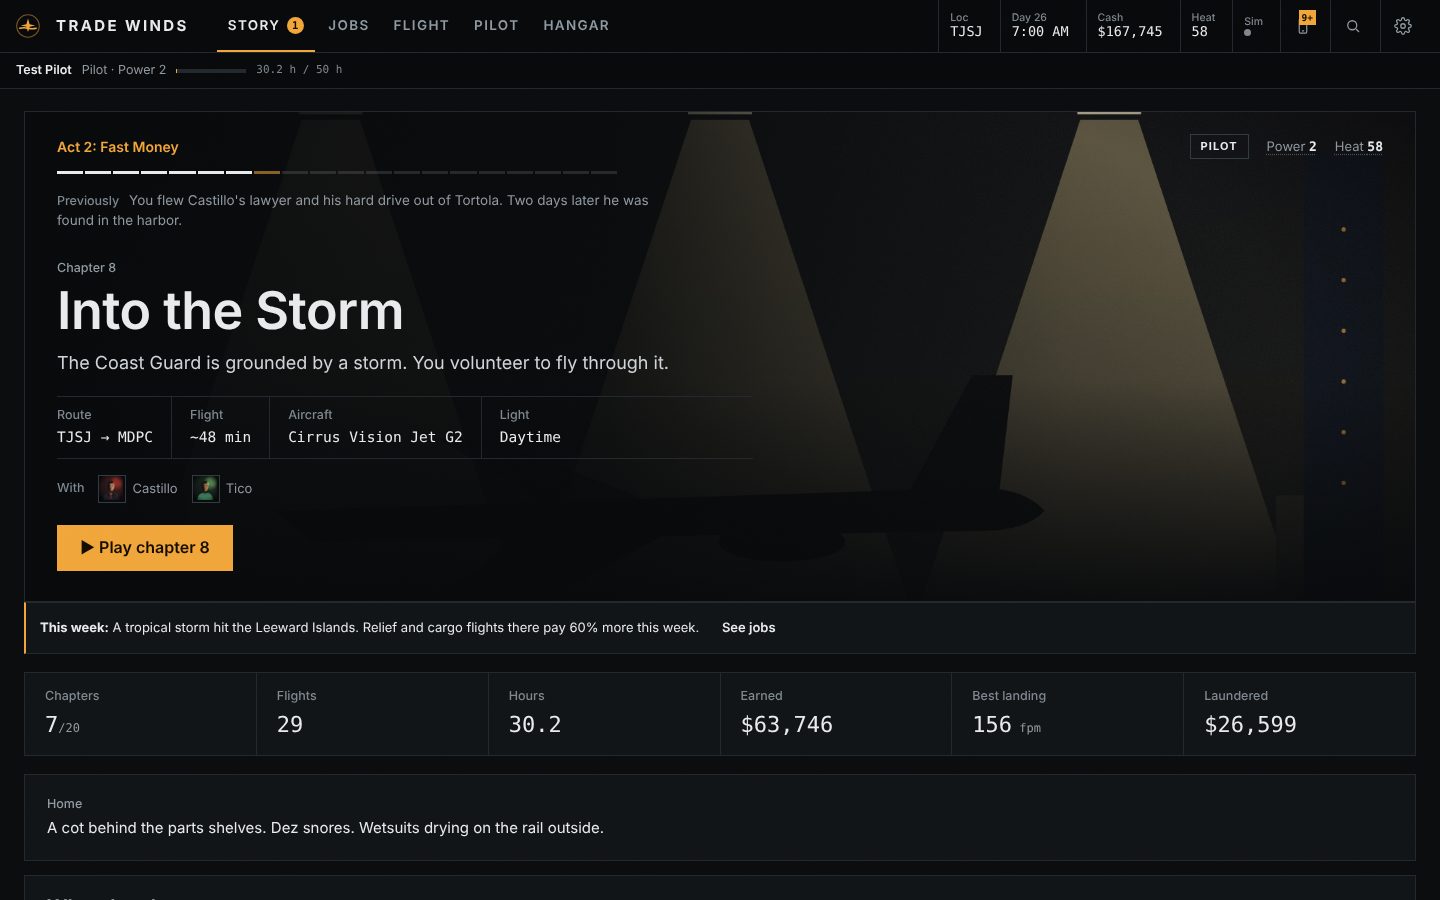 TRADE WINDS
STORY 1
JOBS
FLIGHT
PILOT
HANGAR
Loc
TJSJ
Day 26
7:00 AM
Cash
$167,745
Heat
58
Sim
9+
Test Pilot
Pilot · Power 2
30.2 h / 50 h
Act 2: Fast Money
PILOT
Power 2
Heat 58
Previously You flew Castillo's lawyer and his hard drive out of Tortola. Two days later he was
found in the harbor.
Chapter 8
Into the Storm
The Coast Guard is grounded by a storm. You volunteer to fly through it.
Route
TJSJ → MDPC
Flight
~48 min
Aircraft
Cirrus Vision Jet G2
Light
Daytime
With
Castillo
Tico
▶ Play chapter 8
This week: A tropical storm hit the Leeward Islands. Relief and cargo flights there pay 60% more this week.
See jobs
Chapters
7/20
Flights
29
Hours
30.2
Earned
$63,746
Best landing
156 fpm
Laundered
$26,599
Home
A cot behind the parts shelves. Dez snores. Wetsuits drying on the rail outside.